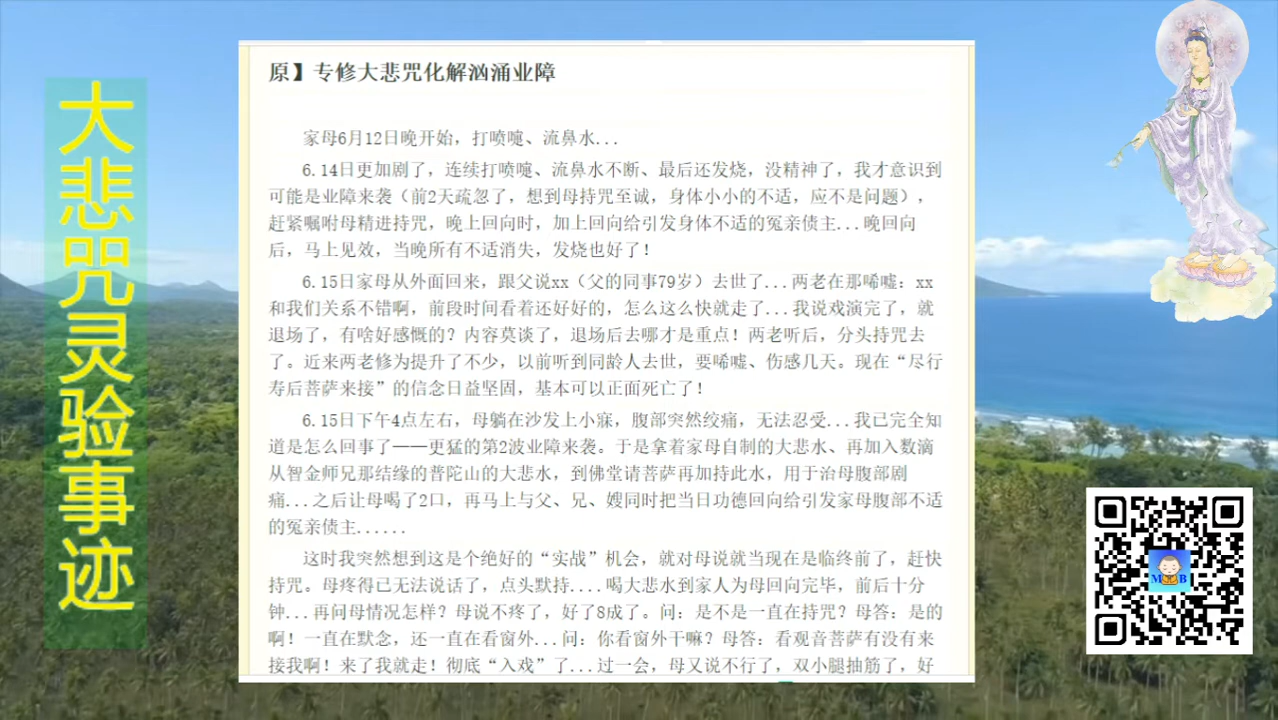 大悲咒灵验事迹
原】专修大悲咒化解汹涌业障
家母6月12日晚开始，打喷嚏、流鼻水...
6.14日更加剧了，连续打喷嚏、流鼻水不断、最后还发烧，没精神了，我才意识到
可能是业障来袭（前2天疏忽了，想到母持咒至诚，身体小小的不适，应不是问题），
赶紧嘱咐母精进持咒，晚上回向时，加上回向给引发身体不适的冤亲债主...晚回向
后，马上见效，当晚所有不适消失，发烧也好了！
6.15日家母从外面回来，跟父说xx（父的同事79岁）去世了...两老在那唏嘘：xx
和我们关系不错啊，前段时间看着还好好的，怎么这么快就走了...我说戏演完了，就
退场了，有啥好感慨的？内容莫谈了，退场后去哪才是重点！两老听后，分头持咒去
了。近来两老修为提升了不少，以前听到同龄人去世，要唏嘘、伤感几天。现在“尽行
寿后菩萨来接”的信念日益坚固，基本可以正面死亡了！
6.15日下午4点左右，母躺在沙发上小寐，腹部突然绞痛，无法忍受...我已完全知
道是怎么回事了——更猛的第2波业障来袭。于是拿着家母自制的大悲水、再加入数滴
从智金师兄那结缘的普陀山的大悲水，到佛堂请菩萨再加持此水，用于治母腹部剧
痛...之后让母喝了2口，再马上与父、兄、嫂同时把当日功德回向给引发家母腹部不适
的冤亲债主......
这时我突然想到这是个绝好的“实战”机会，就对母说就当现在是临终前了，赶快
持咒。母疼得已无法说话了，点头默持....喝大悲水到家人为母回向完毕，前后十分
钟...再问母情况怎样？母说不疼了，好了8成了。问：是不是一直在持咒？母答：是的
啊！一直在默念，还一直在看窗外...问：你看窗外干嘛？母答：看观音菩萨有没有来
接我啊！来了我就走！彻底“入戏”了...过一会，母又说不行了，双小腿抽筋了，好
M B